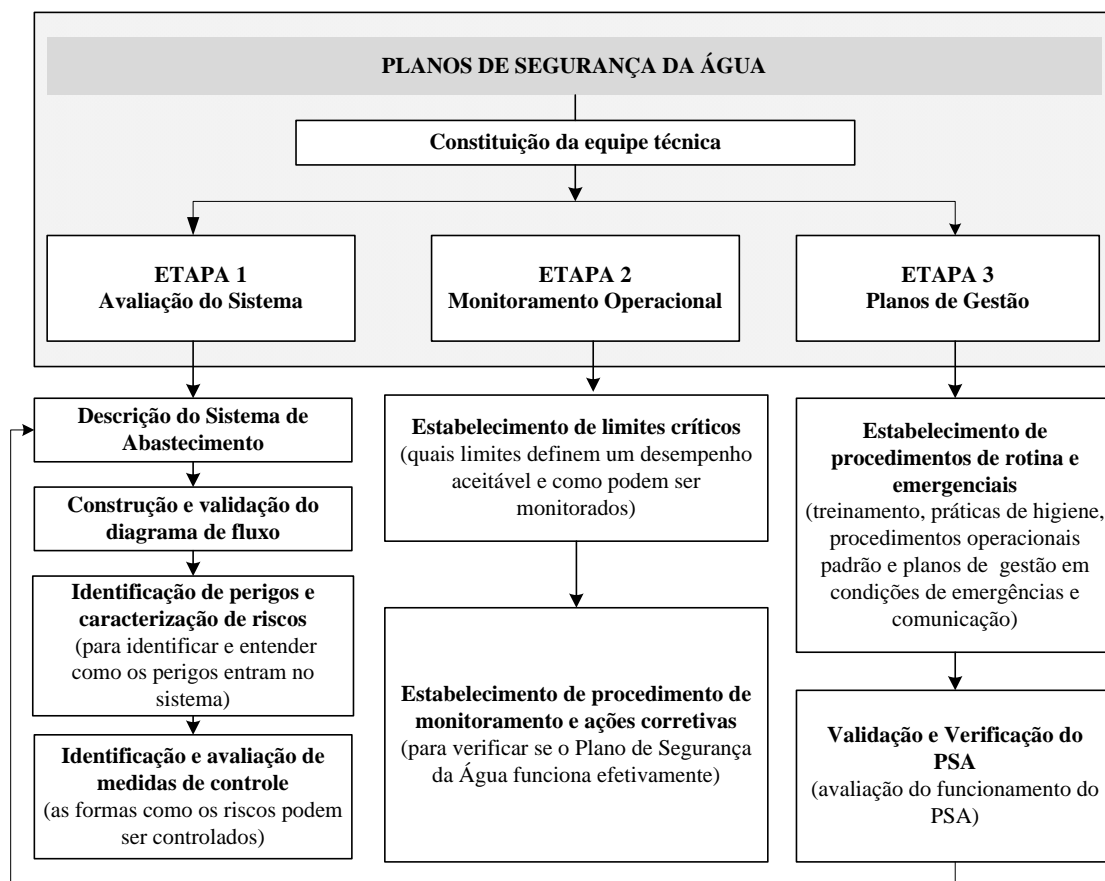 PLANOS DE SEGURANÇA DA ÁGUA
Constituição da equipe técnica
ETAPA 1
Avaliação do Sistema
ETAPA 2
Monitoramento Operacional
ETAPA 3
Planos de Gestão
Descrição do Sistema de
Abastecimento
Construção e validação do
diagrama de fluxo
Identificação de perigos e
caracterização de riscos
(para identificar e entender
como os perigos entram no
sistema)
Identificação e avaliação de
medidas de controle
(as formas como os riscos podem
ser controlados)
Estabelecimento de limites críticos
(quais limites definem um desempenho
aceitável e como podem ser
monitorados)
Estabelecimento de procedimento de
monitoramento e ações corretivas
(para verificar se o Plano de Segurança
da Água funciona efetivamente)
Estabelecimento de
procedimentos de rotina e
emergenciais
(treinamento, práticas de higiene,
procedimentos operacionais
padrão e planos de  gestão em
condições de emergências e
comunicação)
Validação e Verificação do
PSA
(avaliação do funcionamento do
PSA)